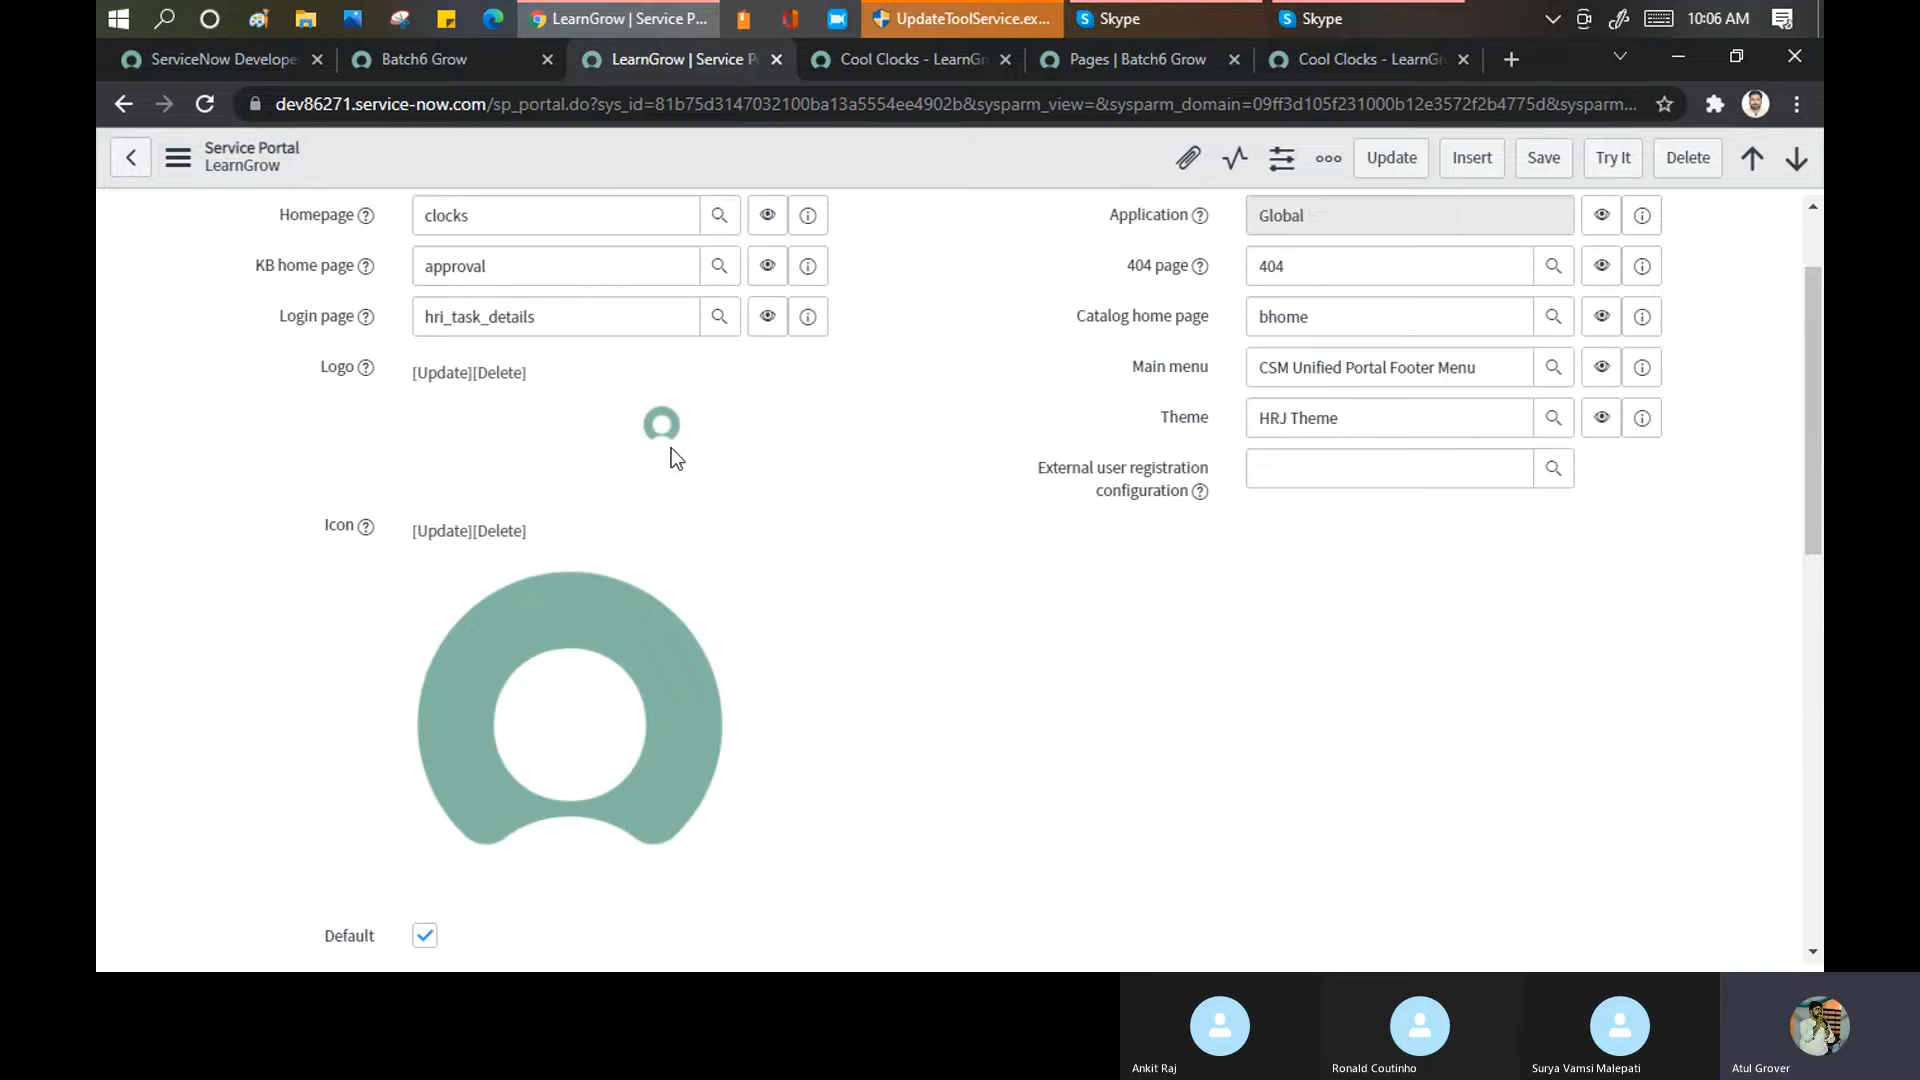 LearnGrow | Service P...
UpdateToolService.ex...
Skype
Skype
10:06 AM
ServiceNow Develope
Batch6 Grow
LearnGrow | Service P
Cool Clocks - LearnGr
Pages | Batch6 Grow
Cool Clocks - LearnGr
dev86271.service-now.com/sp_portal.do?sys_id=81b75d3147032100ba13a5554ee4902b&sysparm_view=&sysparm_domain=09ff3d105f231000b12e3572f2b4775d&sysparm...
Service Portal
LearnGrow
Update
Insert
Save
Try It
Delete
Homepage
clocks
Application
Global
KB home page
approval
404 page
404
Login page
hri_task_details
Catalog home page
bhome
Logo
[Update][Delete]
Main menu
CSM Unified Portal Footer Menu
Theme
HRJ Theme
External user registration
configuration
Icon
[Update][Delete]
Default
Ankit Raj
Ronald Coutinho
Surya Vamsi Malepati
Atul Grover